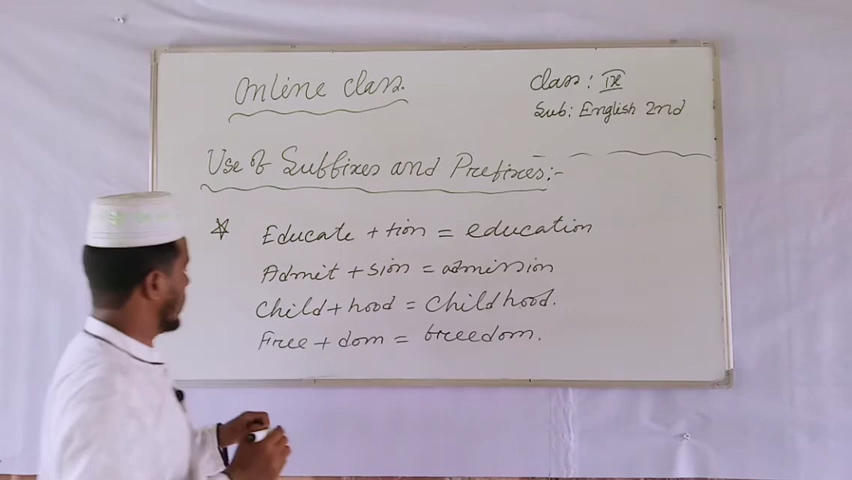 Online Class.
Class: IX
Sub: English 2nd
Use of Suffixes and Prefixes:-
Educate + tion = education
Admit + sion = admission
Child + hood = Childhood.
Free + dom = freedom.